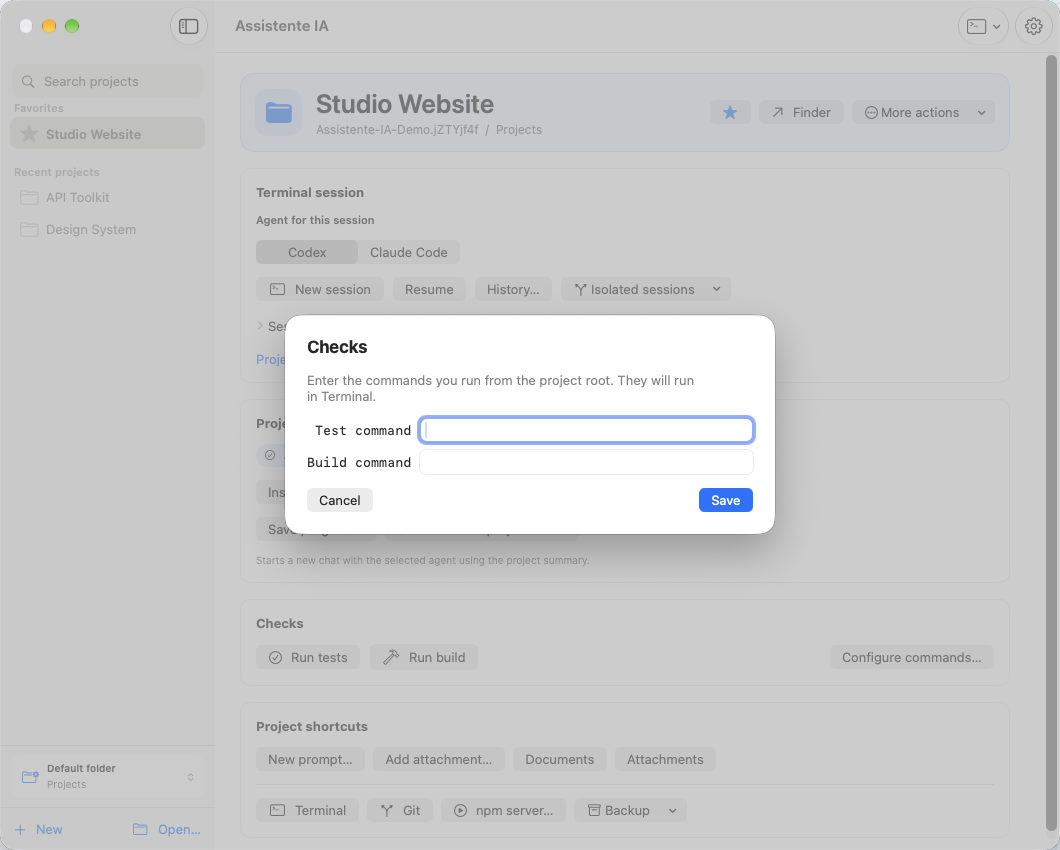 Assistente IA
Search projects
Favorites
Studio Website
Recent projects
API Toolkit
Design System
Default folder
Projects
New
Open...
Studio Website
Assistente-IA-Demo.jZTYjf4f / Projects
Finder
More actions
Terminal session
Agent for this session
Codex
Claude Code
New session
Resume
History...
Isolated sessions
Checks
Enter the commands you run from the project root. They will run
in Terminal.
Test command
Build command
Cancel
Save
Starts a new chat with the selected agent using the project summary.
Checks
Run tests
Run build
Configure commands...
Project shortcuts
New prompt...
Add attachment...
Documents
Attachments
Terminal
Git
npm server...
Backup